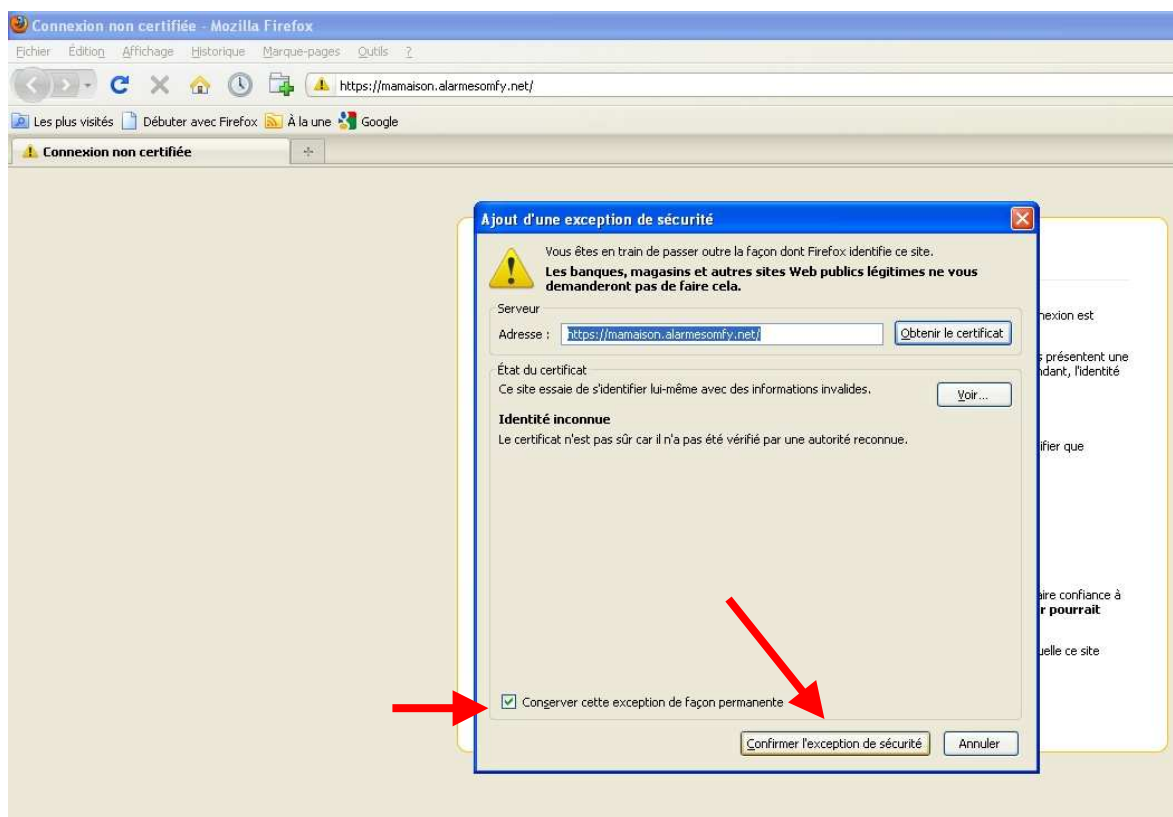 Connexion non certifiée - Mozilla Firefox
Fichier Édition Affichage Historique Marque-pages Outils ?
https://mamaison.alarmesomfy.net/
Les plus visités Débuter avec Firefox À la une Google
Connexion non certifiée
Ajout d'une exception de sécurité
Vous êtes en train de passer outre la façon dont Firefox identifie ce site.
Les banques, magasins et autres sites Web publics légitimes ne vous
demanderont pas de faire cela.
Serveur
Adresse : https://mamaison.alarmesomfy.net/ Obtenir le certificat
État du certificat
Ce site essaie de s'identifier lui-même avec des informations invalides. Voir...
Identité inconnue
Le certificat n'est pas sûr car il n'a pas été vérifié par une autorité reconnue.
Conserver cette exception de façon permanente
Confirmer l'exception de sécurité Annuler
est
présentent une
l'identité
que
confiance à
pourrait
ce site